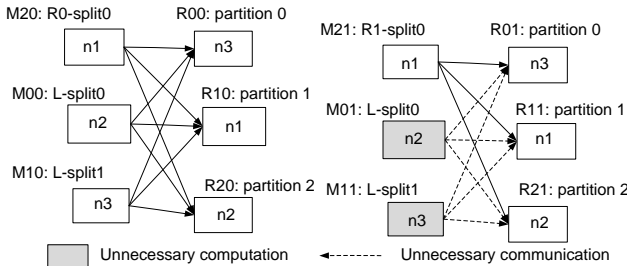 M20: R0-split0 R00: partition 0
n1 n3
M00: L-split0 R10: partition 1
n2 n1
M10: L-split1 R20: partition 2
n3 n2
M21: R1-split0 R01: partition 0
n1 n3
M01: L-split0 R11: partition 1
n2 n1
M11: L-split1 R21: partition 2
n3 n2
Unnecessary computation Unnecessary communication